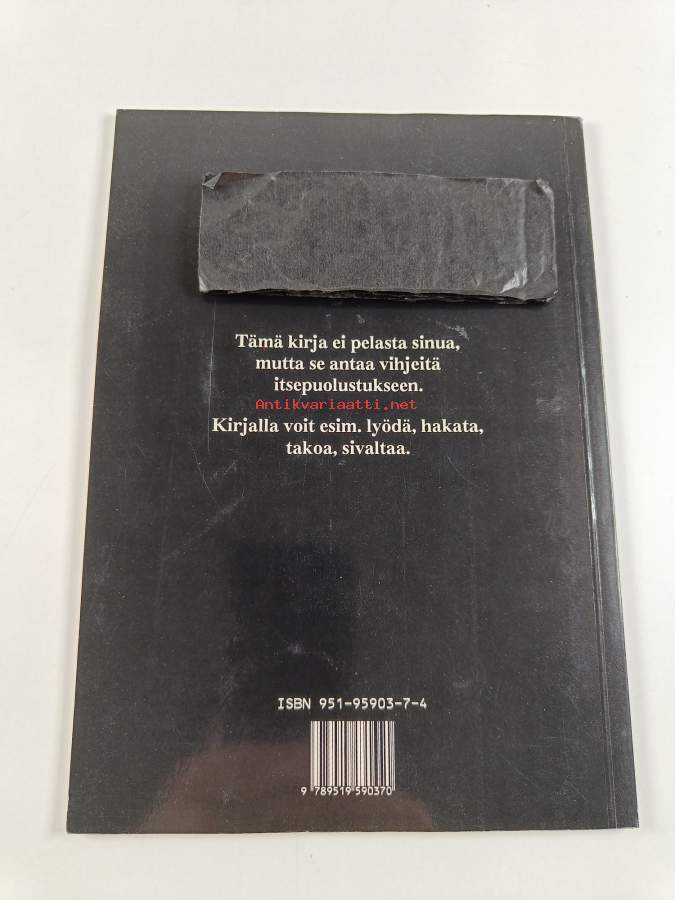 Tämä kirja ei pelasta sinua,
mutta se antaa vihjeitä
itsepuolustukseen.
Antikvariaatti.net
Kirjalla voit esim. lyödä, hakata,
takoa, sivaltaa.
ISBN 951-95903-7-4
9 789519 590370